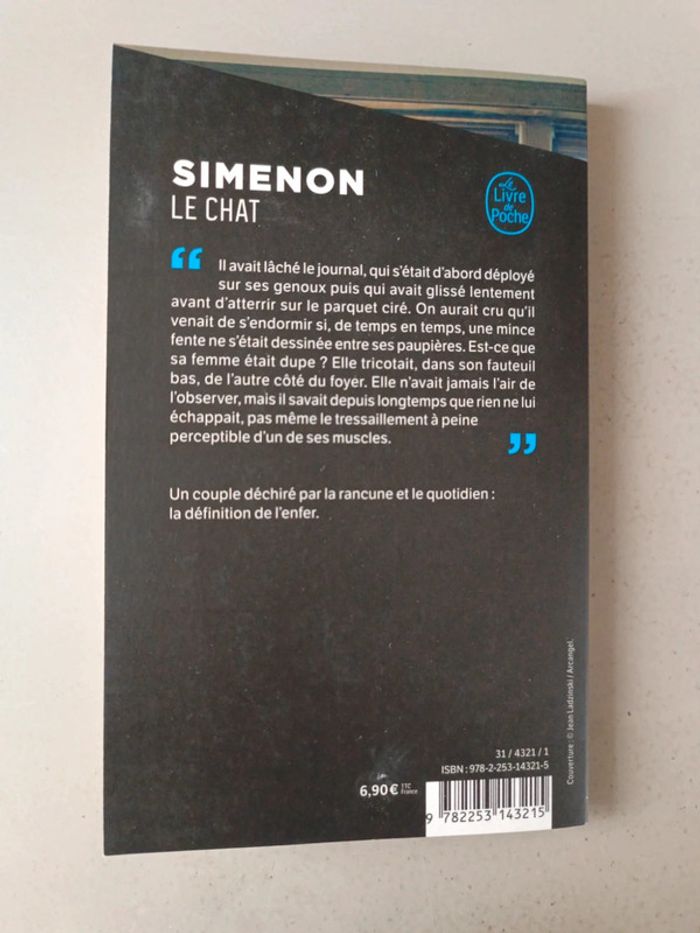 SIMENON
LE CHAT
Le
Livre
de
Poche
“ Il avait lâché le journal, qui s'était d'abord déployé
sur ses genoux puis qui avait glissé lentement
avant d'atterrir sur le parquet ciré. On aurait cru qu'il
venait de s'endormir si, de temps en temps, une mince
fente ne s'était dessinée entre ses paupières. Est-ce que
sa femme était dupe ? Elle tricotait, dans son fauteuil
bas, de l'autre côté du foyer. Elle n'avait jamais l'air de
l'observer, mais il savait depuis longtemps que rien ne lui
échappait, pas même le tressaillement à peine
perceptible d'un de ses muscles. ”
Un couple déchiré par la rancune et le quotidien :
la définition de l'enfer.
Couverture : © Jean Ladzinski / Arcangel.
31 / 4321 / 1
ISBN : 978-2-253-14321-5
6,90 € TTC
France
9 782253 143215